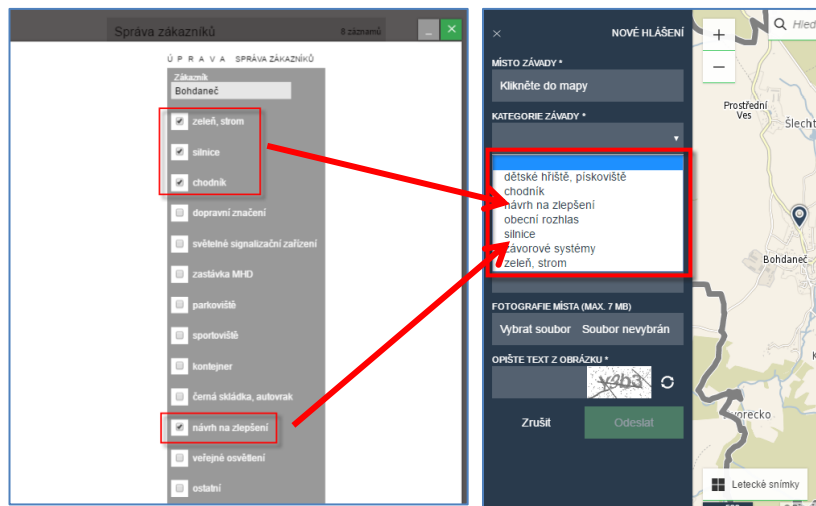 Správa zákazníků 8 záznamů
Ú P R A V A SPRÁVA ZÁKAZNÍKŮ
Zákazník
Bohdaneč
zeleň, strom
silnice
chodník
dopravní značení
světelné signalizační zařízení
zastávka MHD
parkoviště
sportoviště
kontejner
černá skládka, autovrak
návrh na zlepšení
veřejné osvětlení
ostatní
NOVÉ HLÁŠENÍ
MÍSTO ZÁVADY *
Klikněte do mapy
KATEGORIE ZÁVADY *
dětské hřiště, pískoviště
chodník
návrh na zlepšení
obecní rozhlas
silnice
závorové systémy
zeleň, strom
FOTOGRAFIE MÍSTA (MAX. 7 MB)
Vybrat soubor Soubor nevybrán
OPIŠTE TEXT Z OBRÁZKU *
Zrušit Odeslat
Hled
Prostřední
Ves
Šlecht
Bohdaneč
Dvorecko
Letecké snímky